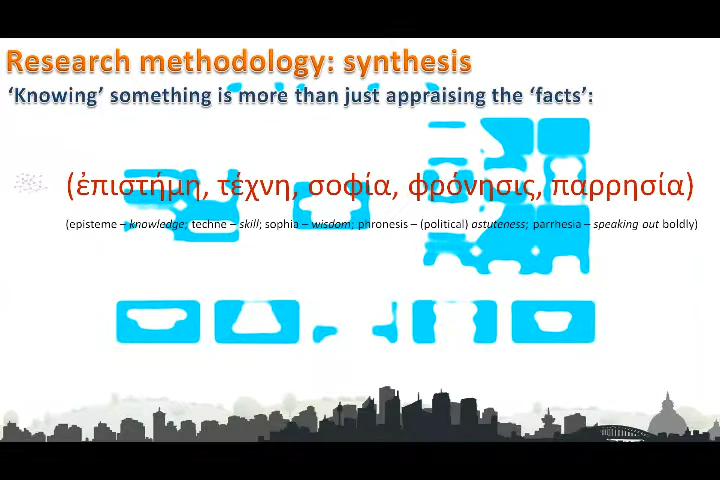 Research methodology: synthesis
‘Knowing’ something is more than just appraising the ‘facts’:
(ἐπιστήμη, τέχνη, σοφία, φρόνησις, παρρησία)
(episteme – knowledge; techne – skill; sophia – wisdom; phronesis – (political) astuteness; parrhesia – speaking out boldly)